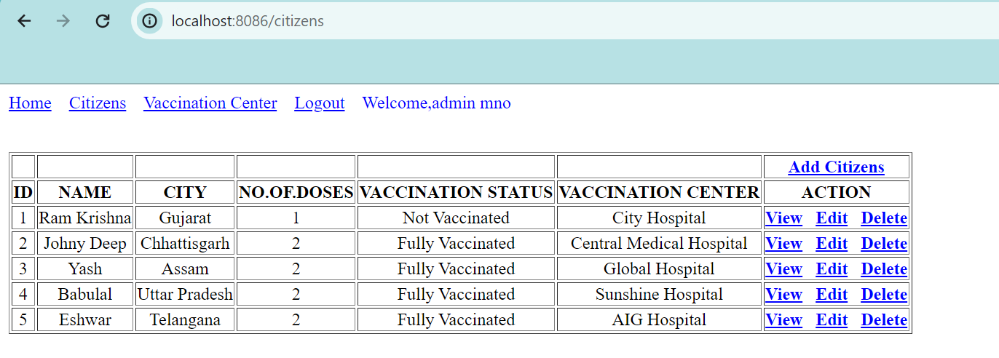 localhost:8086/citizens
Home Citizens Vaccination Center Logout Welcome,admin mno
Add Citizens
ID NAME CITY NO.OF.DOSES VACCINATION STATUS VACCINATION CENTER ACTION
1 Ram Krishna Gujarat 1 Not Vaccinated City Hospital View Edit Delete
2 Johny Deep Chhattisgarh 2 Fully Vaccinated Central Medical Hospital View Edit Delete
3 Yash Assam 2 Fully Vaccinated Global Hospital View Edit Delete
4 Babulal Uttar Pradesh 2 Fully Vaccinated Sunshine Hospital View Edit Delete
5 Eshwar Telangana 2 Fully Vaccinated AIG Hospital View Edit Delete